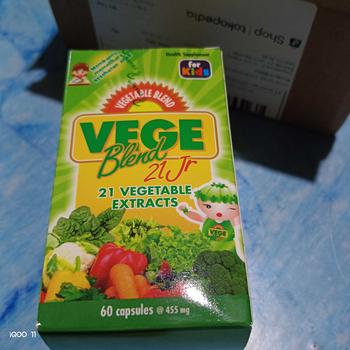 Shop | tokopedia
Health Supplement
for
Kids
VEGETABLE BLEND
VEGE
Blend
21 Jr
21 VEGETABLE
EXTRACTS
VEGE
60 capsules @ 455 mg
iQOO 11